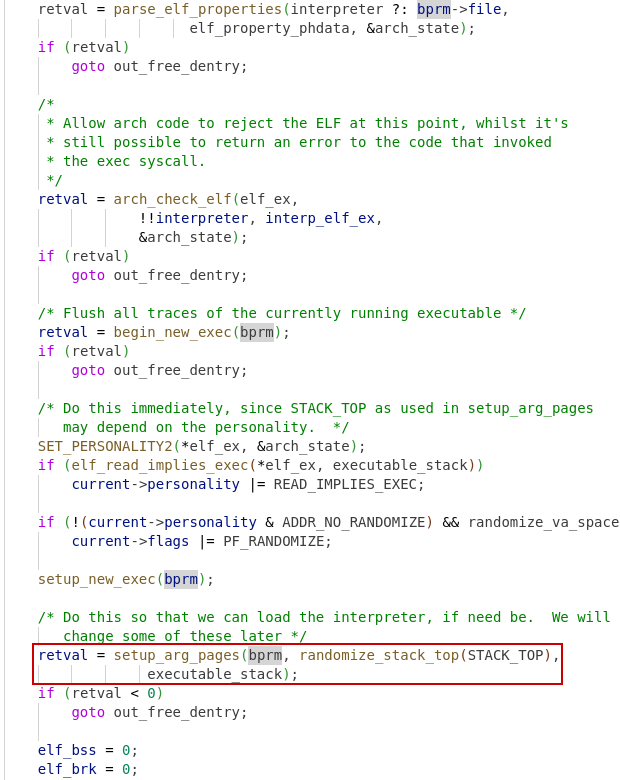 retval = parse_elf_properties(interpreter ?: bprm->file,
elf_property_phdata, &arch_state);
if (retval)
goto out_free_dentry;
/*
* Allow arch code to reject the ELF at this point, whilst it's
* still possible to return an error to the code that invoked
* the exec syscall.
*/
retval = arch_check_elf(elf_ex,
!!interpreter, interp_elf_ex,
&arch_state);
if (retval)
goto out_free_dentry;
/* Flush all traces of the currently running executable */
retval = begin_new_exec(bprm);
if (retval)
goto out_free_dentry;
/* Do this immediately, since STACK_TOP as used in setup_arg_pages
may depend on the personality.  */
SET_PERSONALITY2(*elf_ex, &arch_state);
if (elf_read_implies_exec(*elf_ex, executable_stack))
current->personality |= READ_IMPLIES_EXEC;
if (!(current->personality & ADDR_NO_RANDOMIZE) && randomize_va_space
current->flags |= PF_RANDOMIZE;
setup_new_exec(bprm);
/* Do this so that we can load the interpreter, if need be.  We will
change some of these later */
retval = setup_arg_pages(bprm, randomize_stack_top(STACK_TOP),
executable_stack);
if (retval < 0)
goto out_free_dentry;
elf_bss = 0;
elf_brk = 0;